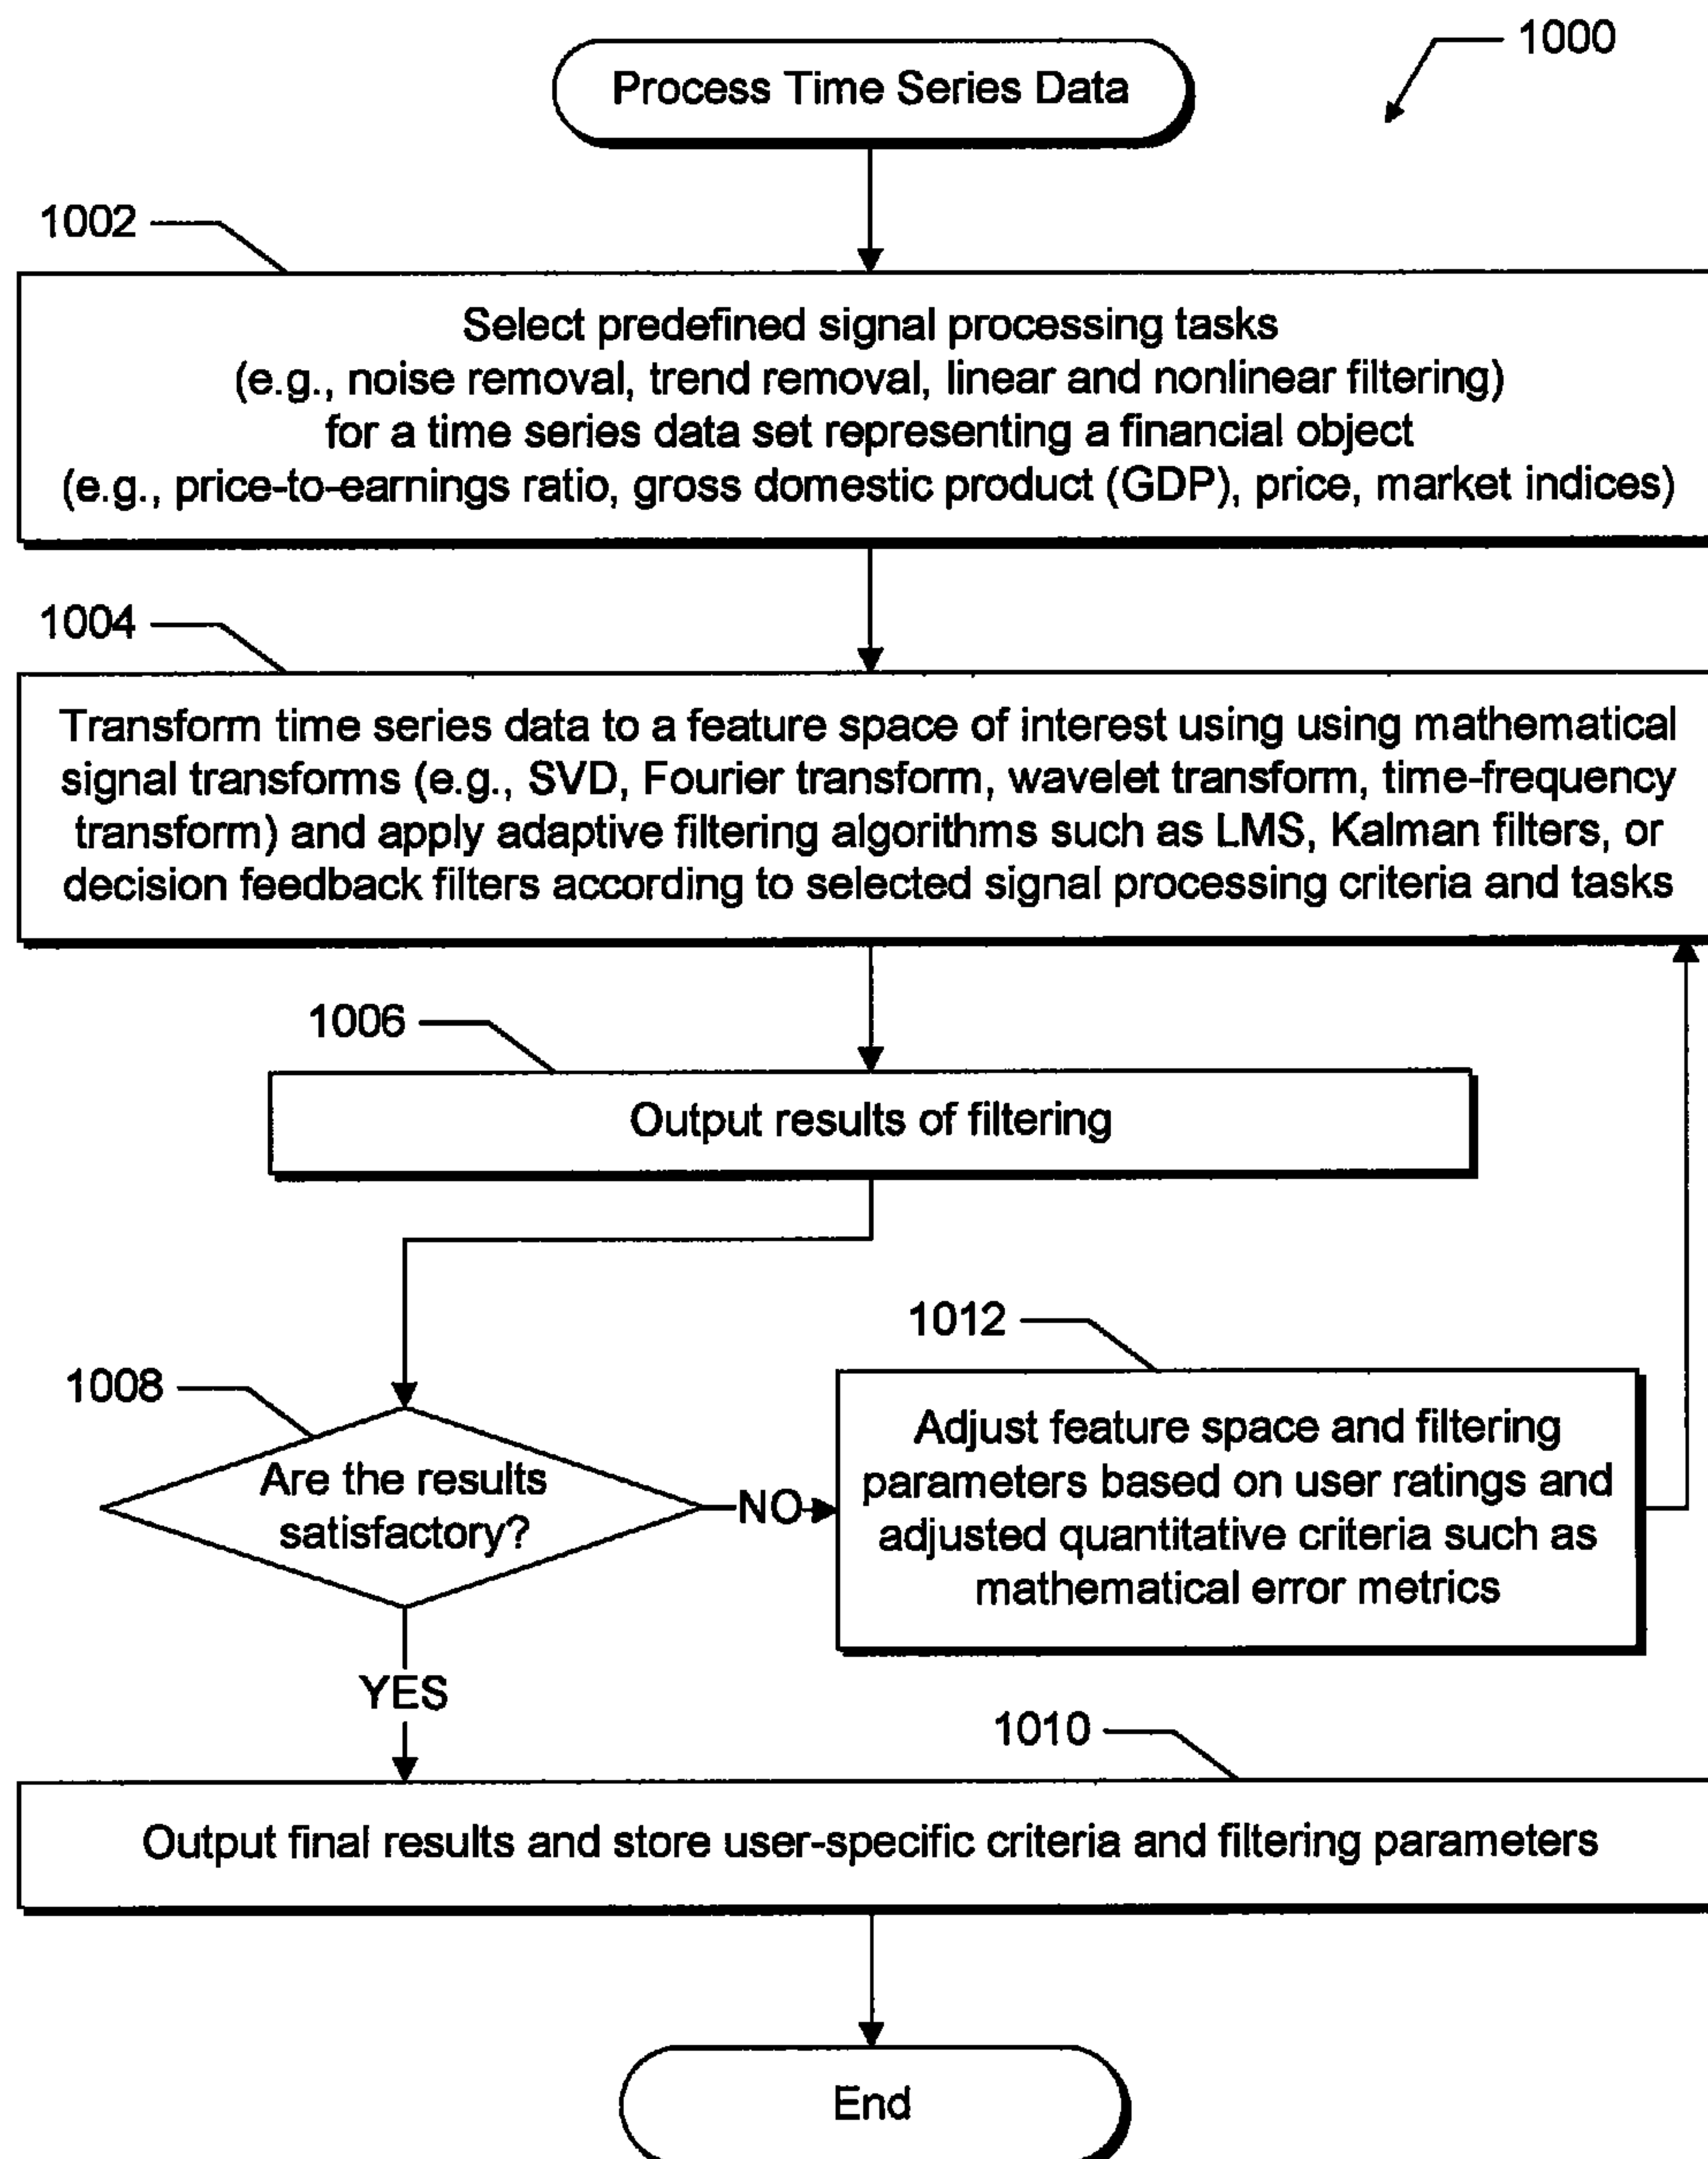 1000
Process Time Series Data
1002
Select predefined signal processing tasks
(e.g., noise removal, trend removal, linear and nonlinear filtering)
for a time series data set representing a financial object
(e.g., price-to-earnings ratio, gross domestic product (GDP), price, market indices)
1004
Transform time series data to a feature space of interest using using mathematical
signal transforms (e.g., SVD, Fourier transform, wavelet transform, time-frequency
transform) and apply adaptive filtering algorithms such as LMS, Kalman filters, or
decision feedback filters according to selected signal processing criteria and tasks
1006
Output results of filtering
1008
Are the results
satisfactory?
NO
1012
Adjust feature space and filtering
parameters based on user ratings and
adjusted quantitative criteria such as
mathematical error metrics
YES
1010
Output final results and store user-specific criteria and filtering parameters
End